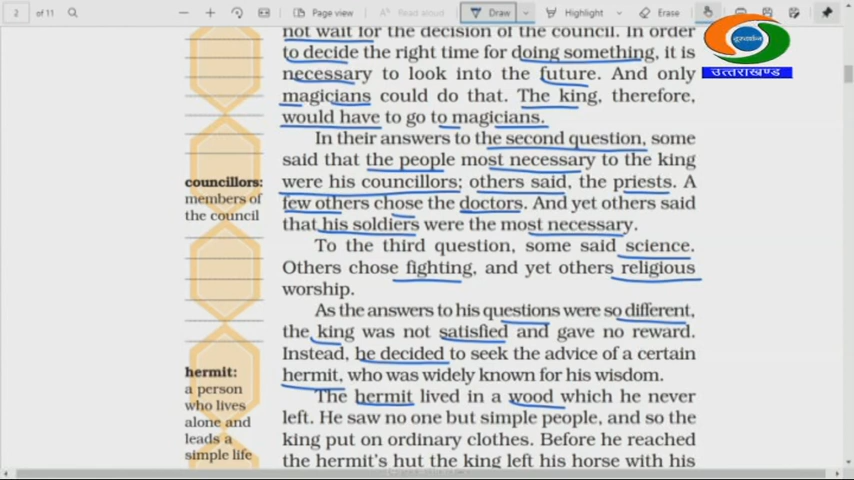 2 of 11
Page view
Read aloud
Draw
Highlight
Erase
उत्तराखण्ड
not wait for the decision of the council. In order
to decide the right time for doing something, it is
necessary to look into the future. And only
magicians could do that. The king, therefore,
would have to go to magicians.
In their answers to the second question, some
said that the people most necessary to the king
were his councillors; others said, the priests. A
few others chose the doctors. And yet others said
that his soldiers were the most necessary.
To the third question, some said science.
Others chose fighting, and yet others religious
worship.
As the answers to his questions were so different,
the king was not satisfied and gave no reward.
Instead, he decided to seek the advice of a certain
hermit, who was widely known for his wisdom.
The hermit lived in a wood which he never
left. He saw no one but simple people, and so the
king put on ordinary clothes. Before he reached
the hermit's hut the king left his horse with his
councillors:
members of
the council
hermit:
a person
who lives
alone and
leads a
simple life